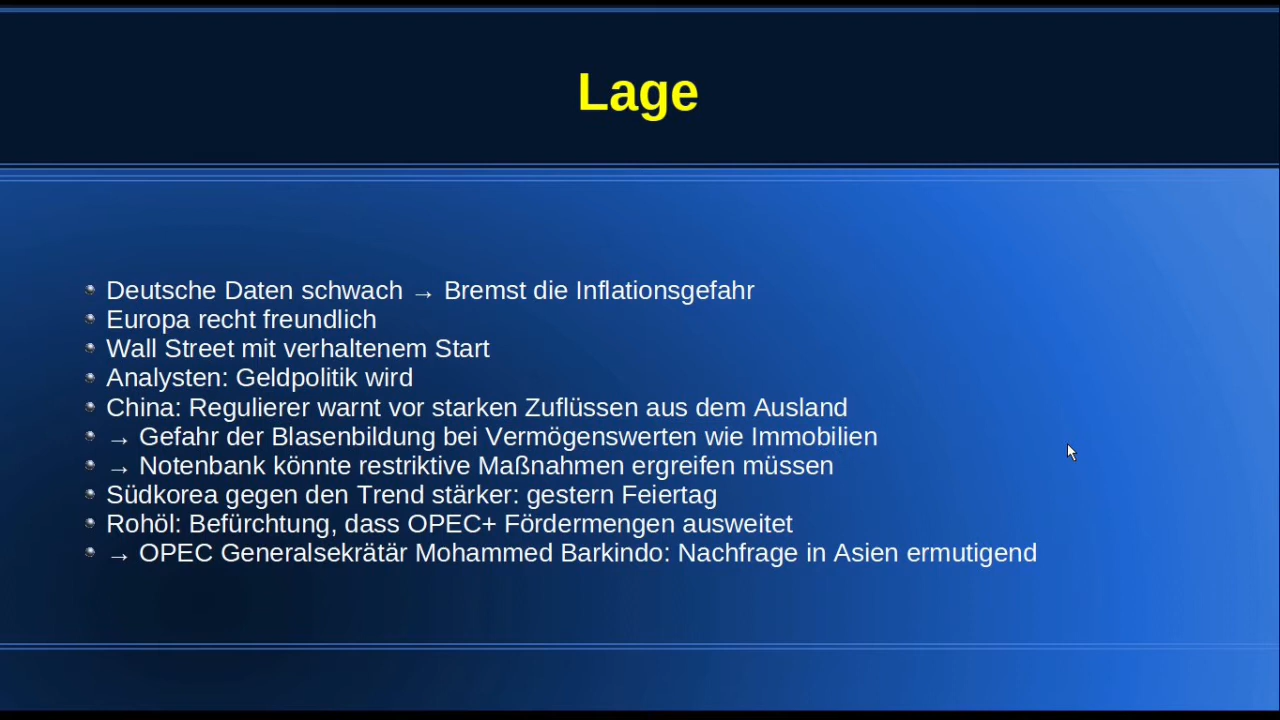 Lage
Deutsche Daten schwach → Bremst die Inflationsgefahr
Europa recht freundlich
Wall Street mit verhaltenem Start
Analysten: Geldpolitik wird
China: Regulierer warnt vor starken Zuflüssen aus dem Ausland
→ Gefahr der Blasenbildung bei Vermögenswerten wie Immobilien
→ Notenbank könnte restriktive Maßnahmen ergreifen müssen
Südkorea gegen den Trend stärker: gestern Feiertag
Rohöl: Befürchtung, dass OPEC+ Fördermengen ausweitet
→ OPEC Generalsekrätär Mohammed Barkindo: Nachfrage in Asien ermutigend